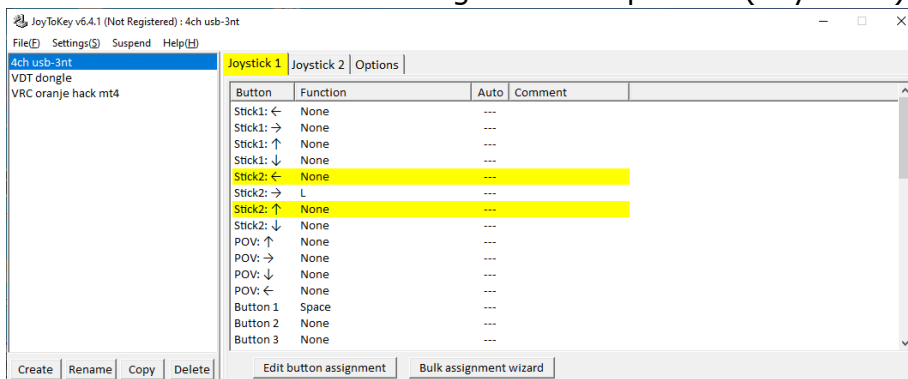 JoyToKey v6.4.1 (Not Registered) : 4ch usb-3nt
File(F) Settings(S) Suspend Help(H)
4ch usb-3nt
VDT dongle
VRC oranje hack mt4
Joystick 1 Joystick 2 Options
Button Function Auto Comment
Stick1: ← None ---
Stick1: → None ---
Stick1: ↑ None ---
Stick1: ↓ None ---
Stick2: ← None ---
Stick2: → L ---
Stick2: ↑ None ---
Stick2: ↓ None ---
POV: ↑ None ---
POV: → None ---
POV: ↓ None ---
POV: ← None ---
Button 1 Space ---
Button 2 None ---
Button 3 None ---
Create Rename Copy Delete Edit button assignment Bulk assignment wizard